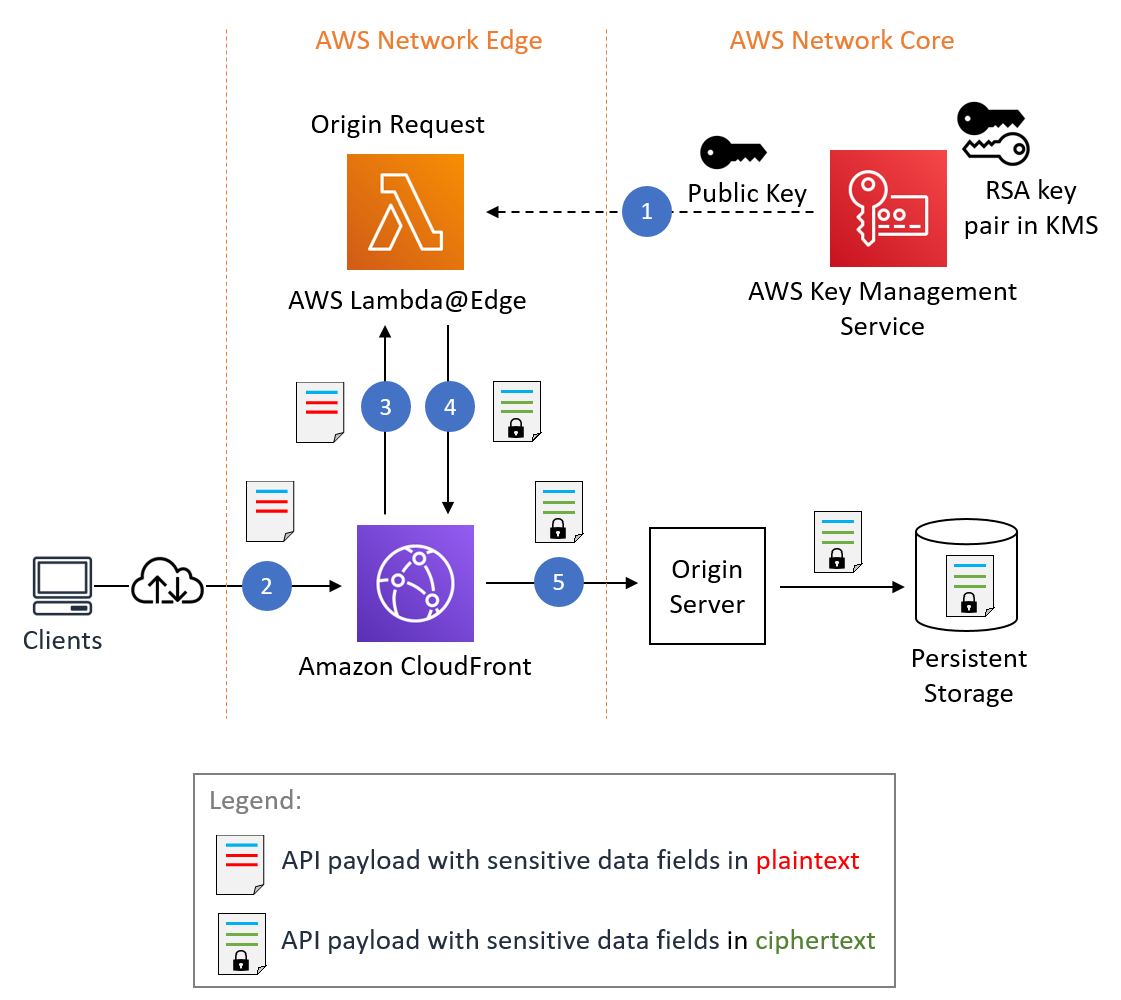 AWS Network Edge
AWS Network Core
Origin Request
Public Key
1
RSA key
pair in KMS
AWS Lambda@Edge
AWS Key Management
Service
3
4
2
5
Origin
Server
Clients
Amazon CloudFront
Persistent
Storage
Legend:
API payload with sensitive data fields in plaintext
API payload with sensitive data fields in ciphertext